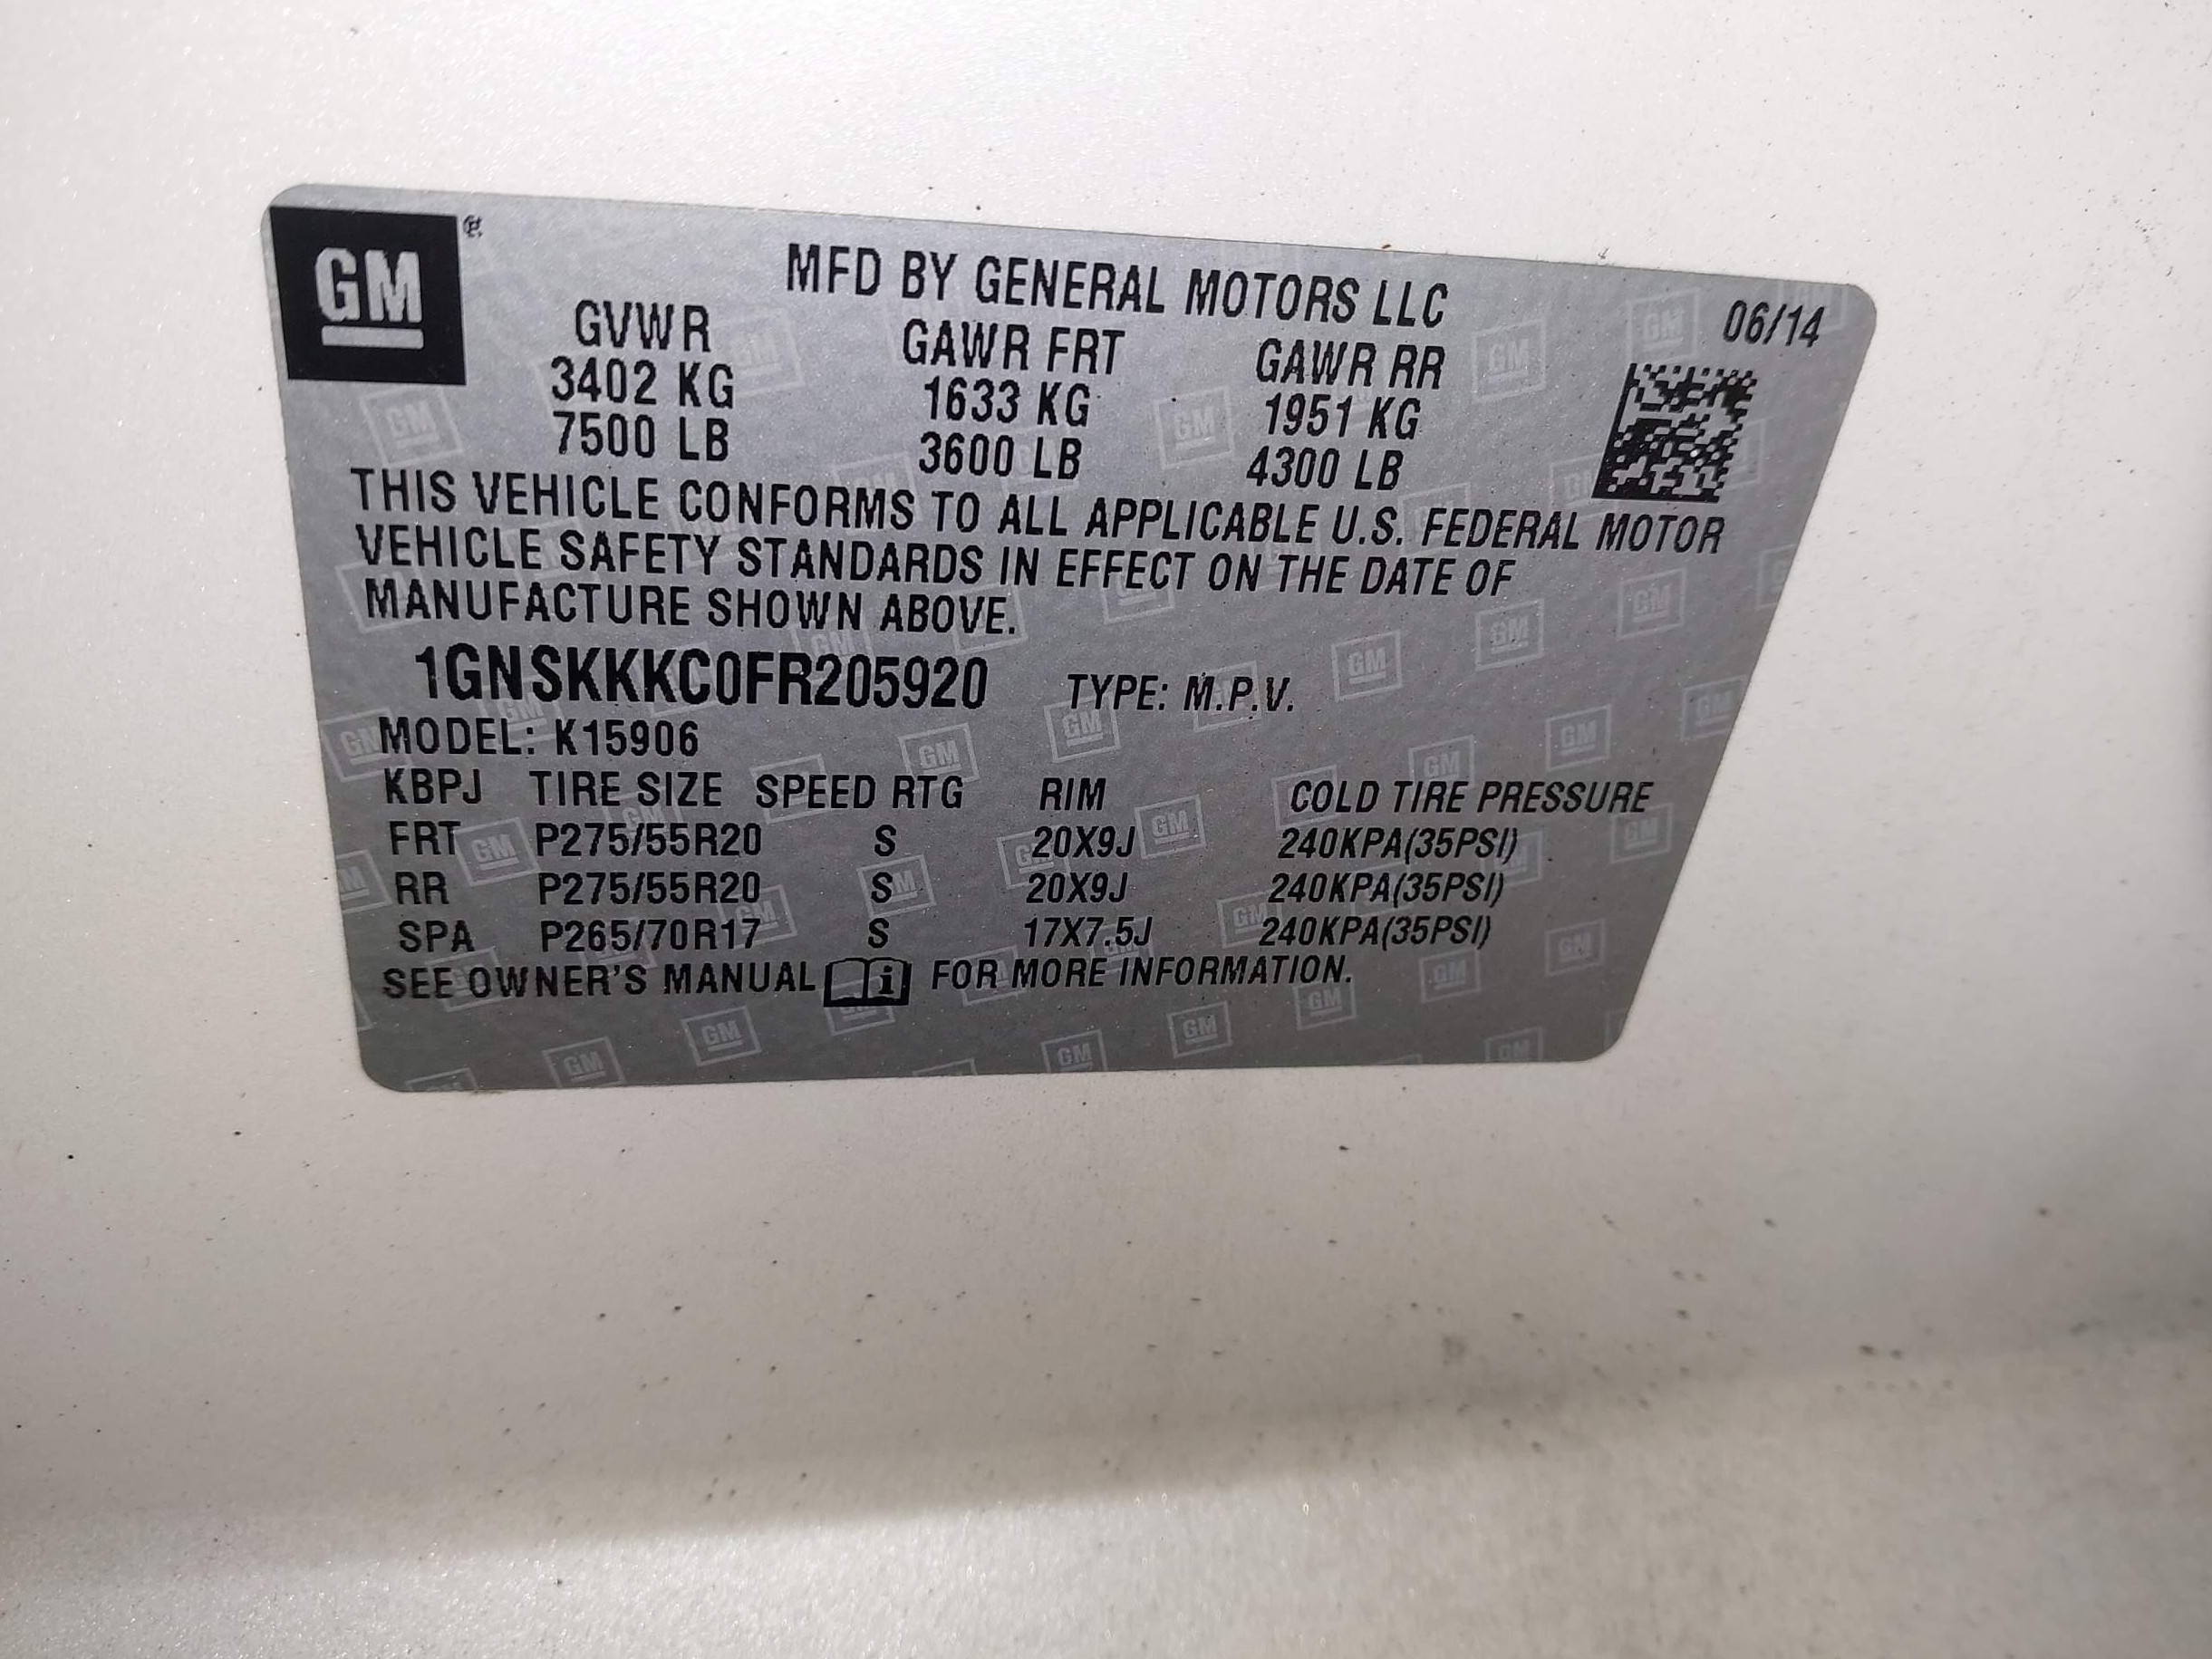 GM
MFD BY GENERAL MOTORS LLC
06/14
GVWR GAWR FRT GAWR RR
3402 KG 1633 KG 1951 KG
7500 LB 3600 LB 4300 LB
THIS VEHICLE CONFORMS TO ALL APPLICABLE U.S. FEDERAL MOTOR
VEHICLE SAFETY STANDARDS IN EFFECT ON THE DATE OF
MANUFACTURE SHOWN ABOVE.
1GNSKKKC0FR205920 TYPE: M.P.V.
MODEL: K15906
KBPJ TIRE SIZE SPEED RTG RIM COLD TIRE PRESSURE
FRT P275/55R20 S 20X9J 240KPA(35PSI)
RR P275/55R20 S 20X9J 240KPA(35PSI)
SPA P265/70R17 S 17X7.5J 240KPA(35PSI)
SEE OWNER'S MANUAL i FOR MORE INFORMATION.